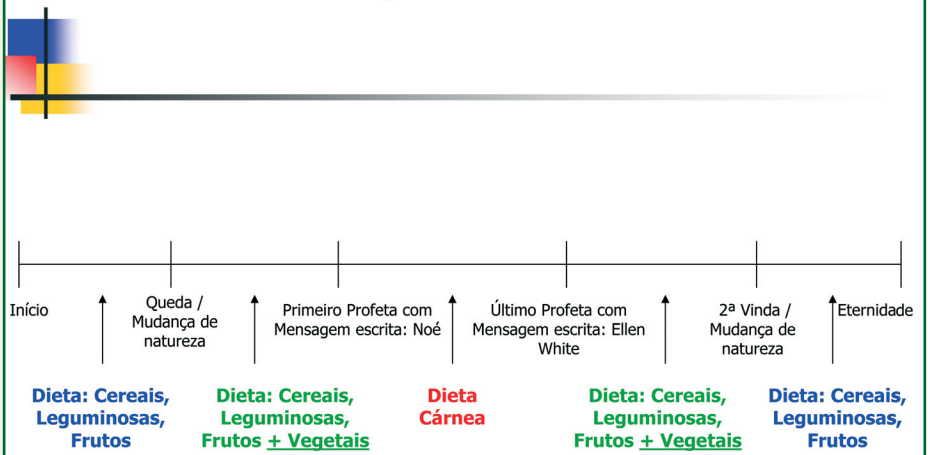 Início
Queda /
Mudança de
natureza
Primeiro Profeta com
Mensagem escrita: Noé
Último Profeta com
Mensagem escrita: Ellen
White
2ª Vinda /
Mudança de
natureza
Eternidade
Dieta: Cereais,
Leguminosas,
Frutos
Dieta: Cereais,
Leguminosas,
Frutos + Vegetais
Dieta
Cárnea
Dieta: Cereais,
Leguminosas,
Frutos + Vegetais
Dieta: Cereais,
Leguminosas,
Frutos